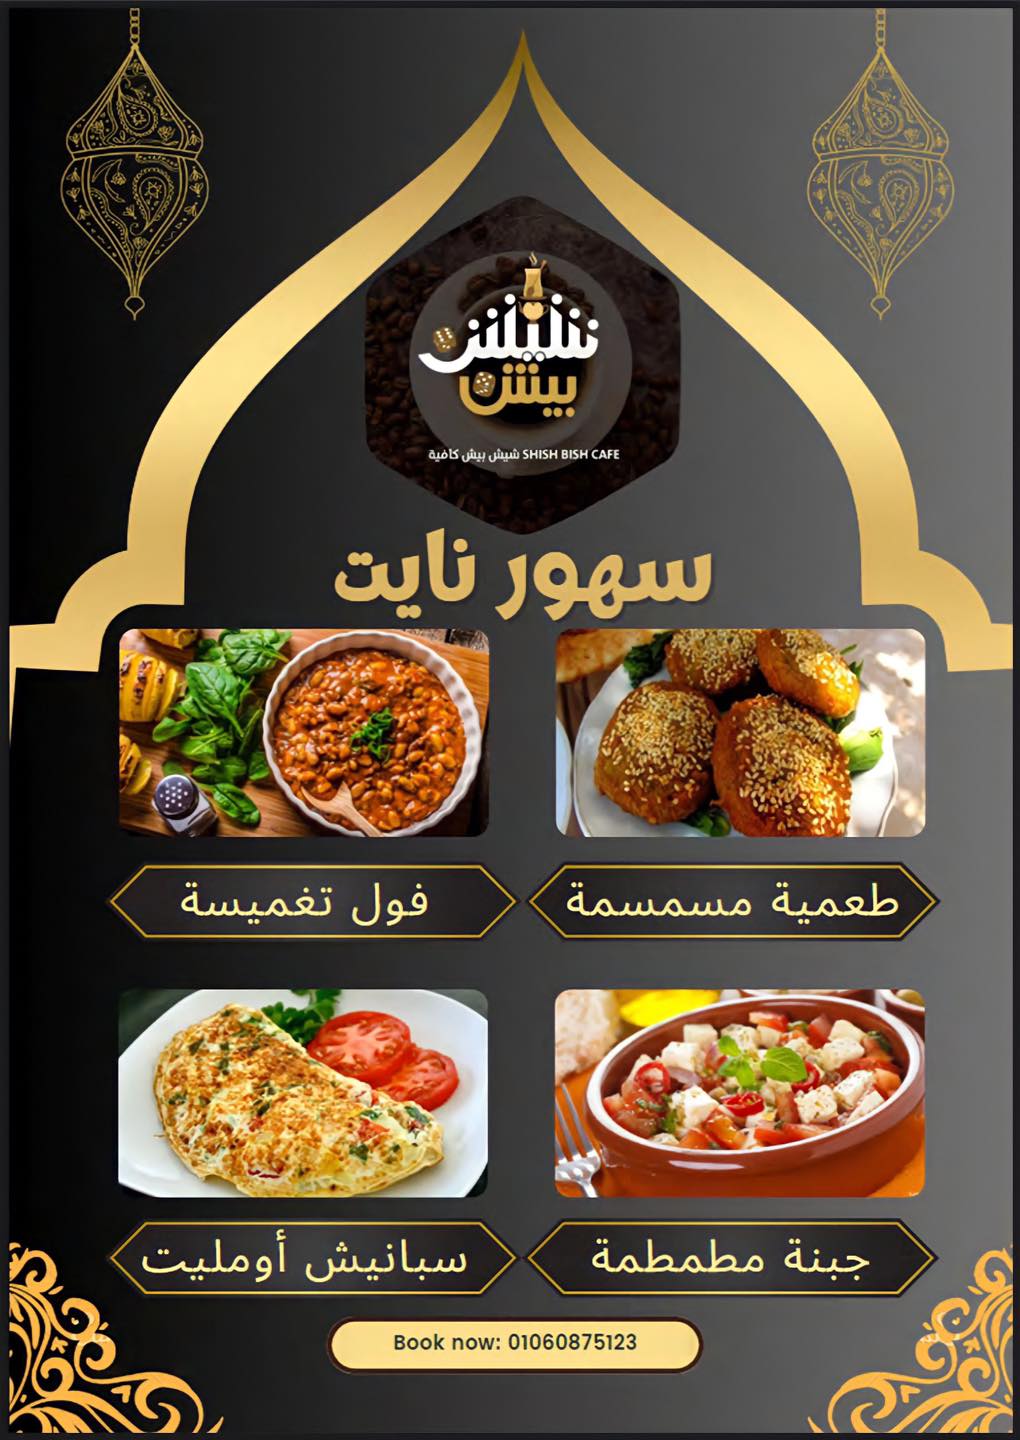 شيش
بيش
SHISH BISH CAFE شيش بيش كافية
سهور نايت
طعمية مسمسمة
فول تغميسة
جبنة مطمطمة
سبانيش أومليت
Book now: 01060875123